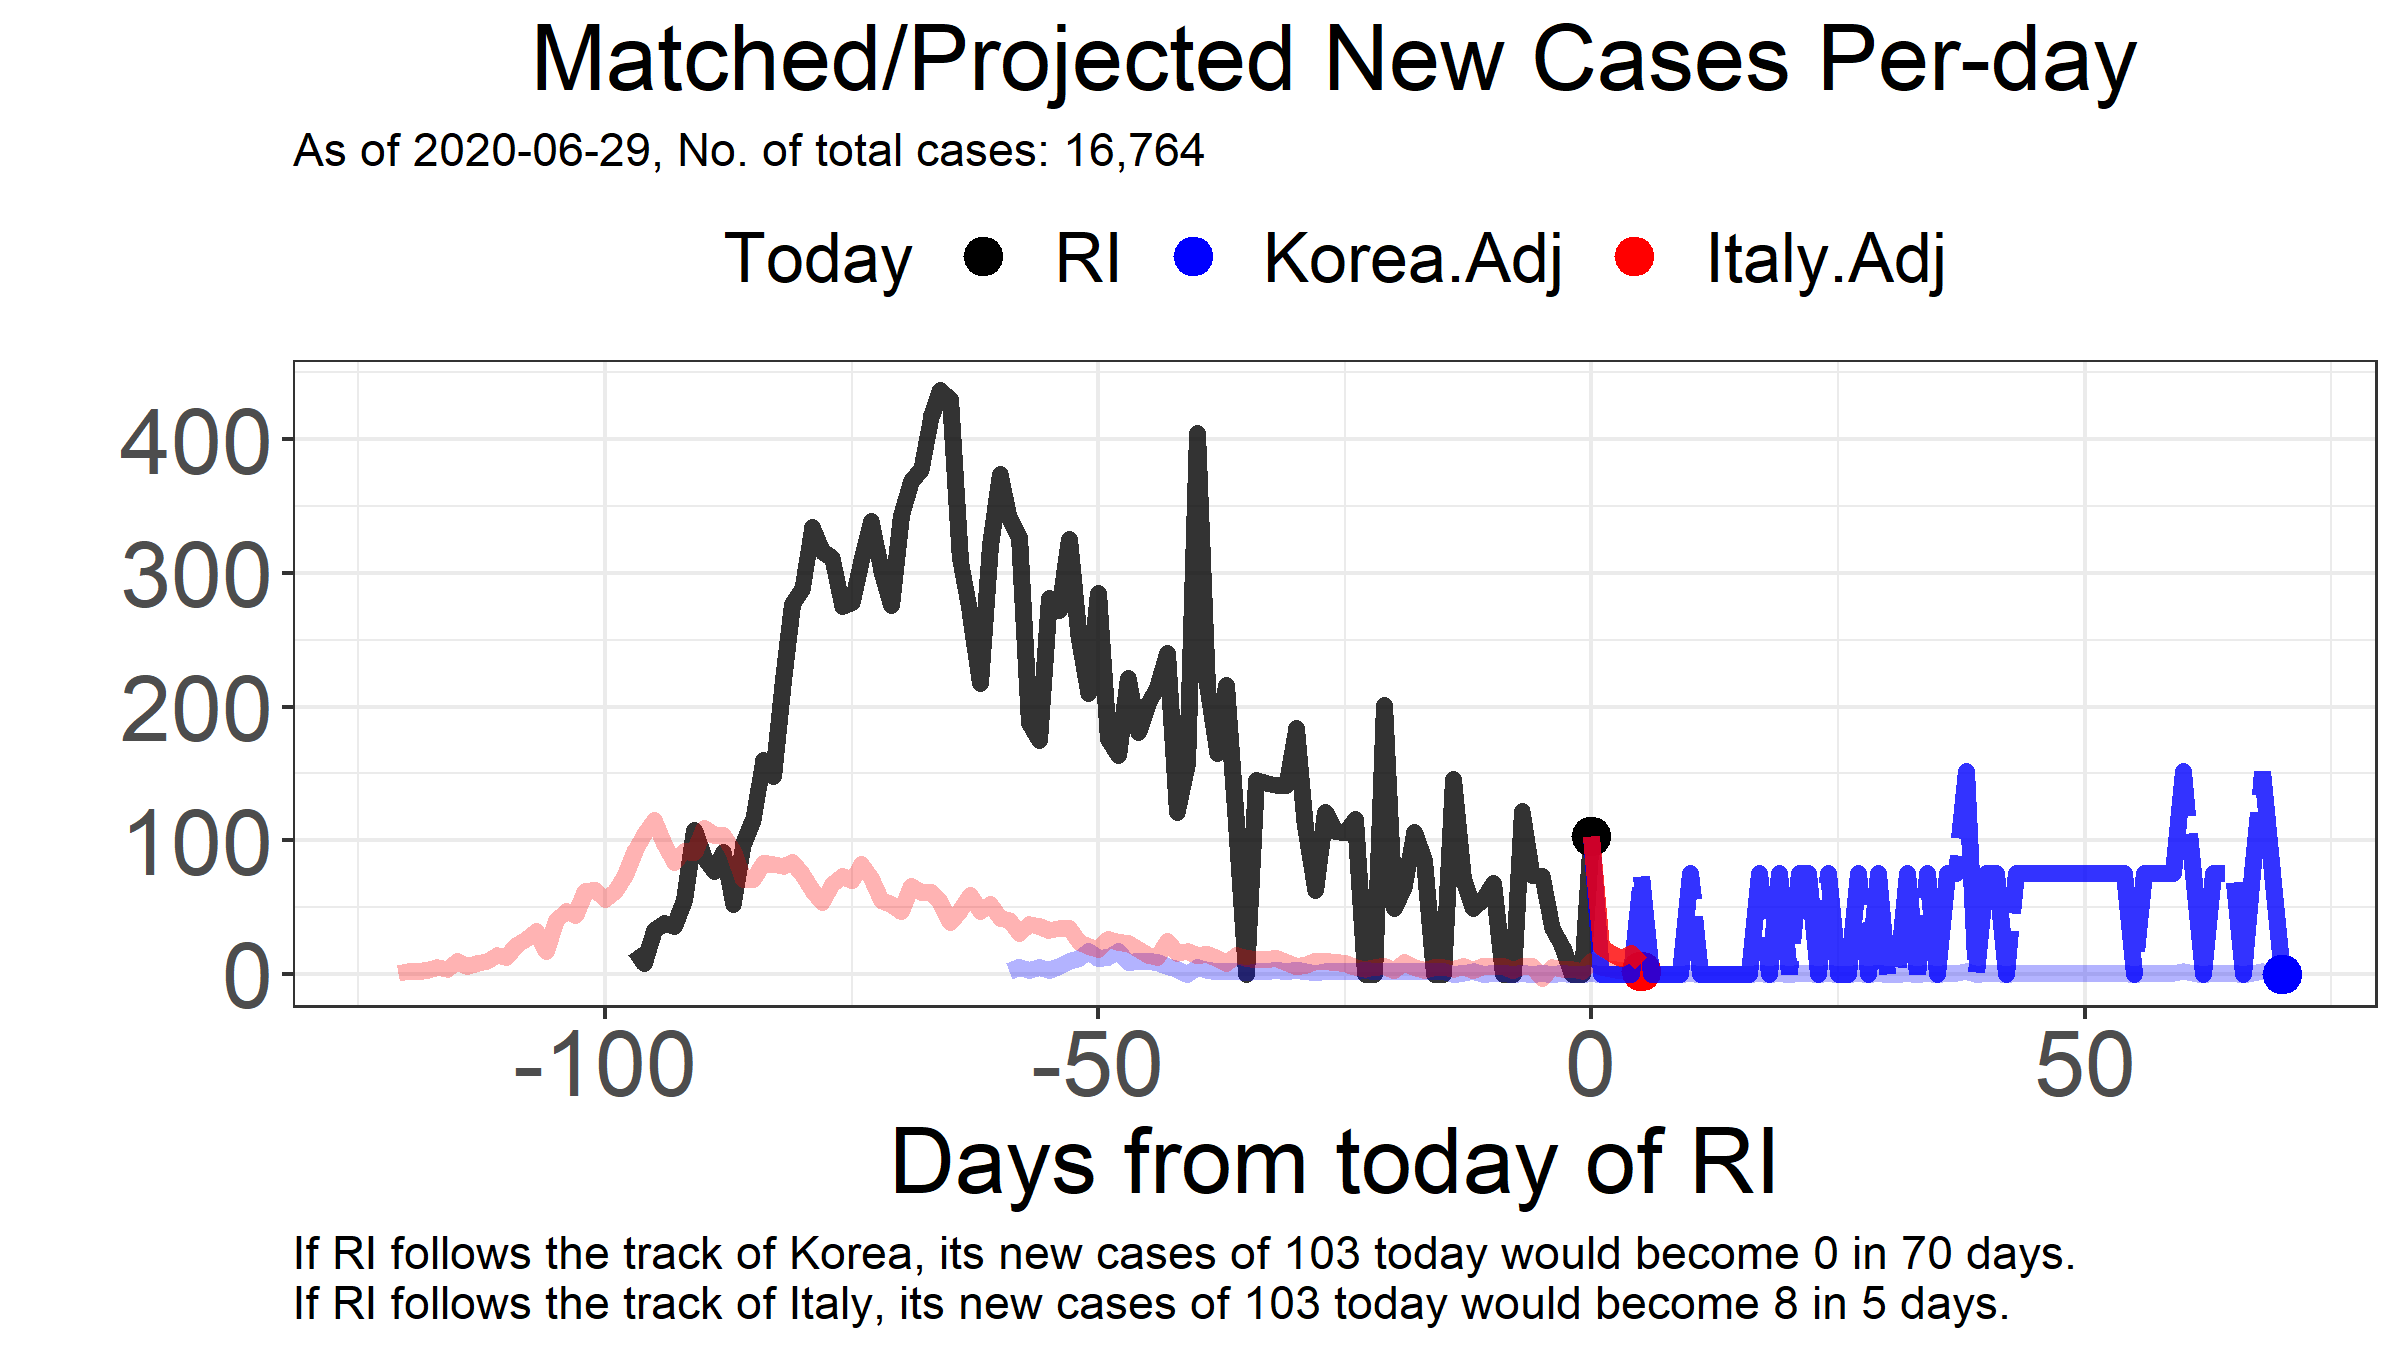 Matched/Projected New Cases Per-day
As of 2020-06-29, No. of total cases: 16,764
Today RI Korea.Adj Italy.Adj
400
300
200
100
0
-100 -50 0 50
Days from today of RI
If RI follows the track of Korea, its new cases of 103 today would become 0 in 70 days.
If RI follows the track of Italy, its new cases of 103 today would become 8 in 5 days.